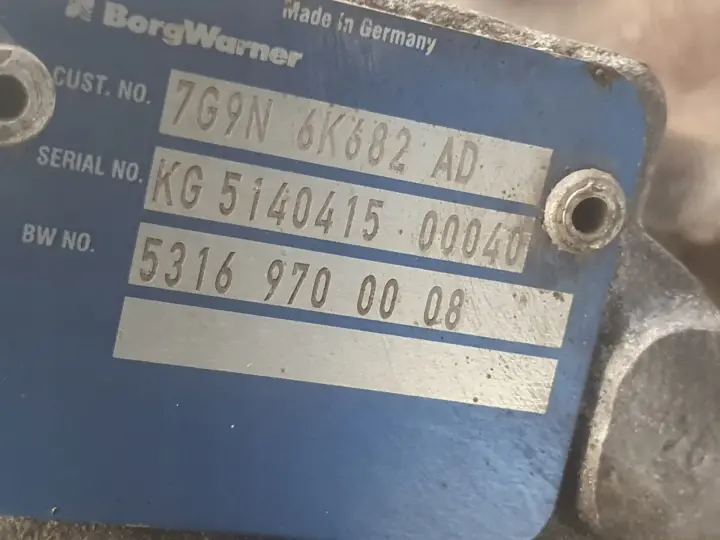 BorgWarner
Made in Germany
CUST. NO. 7G9N 6K682 AD
SERIAL NO. KG 5140415 00040
BW NO. 5316 970 00 08